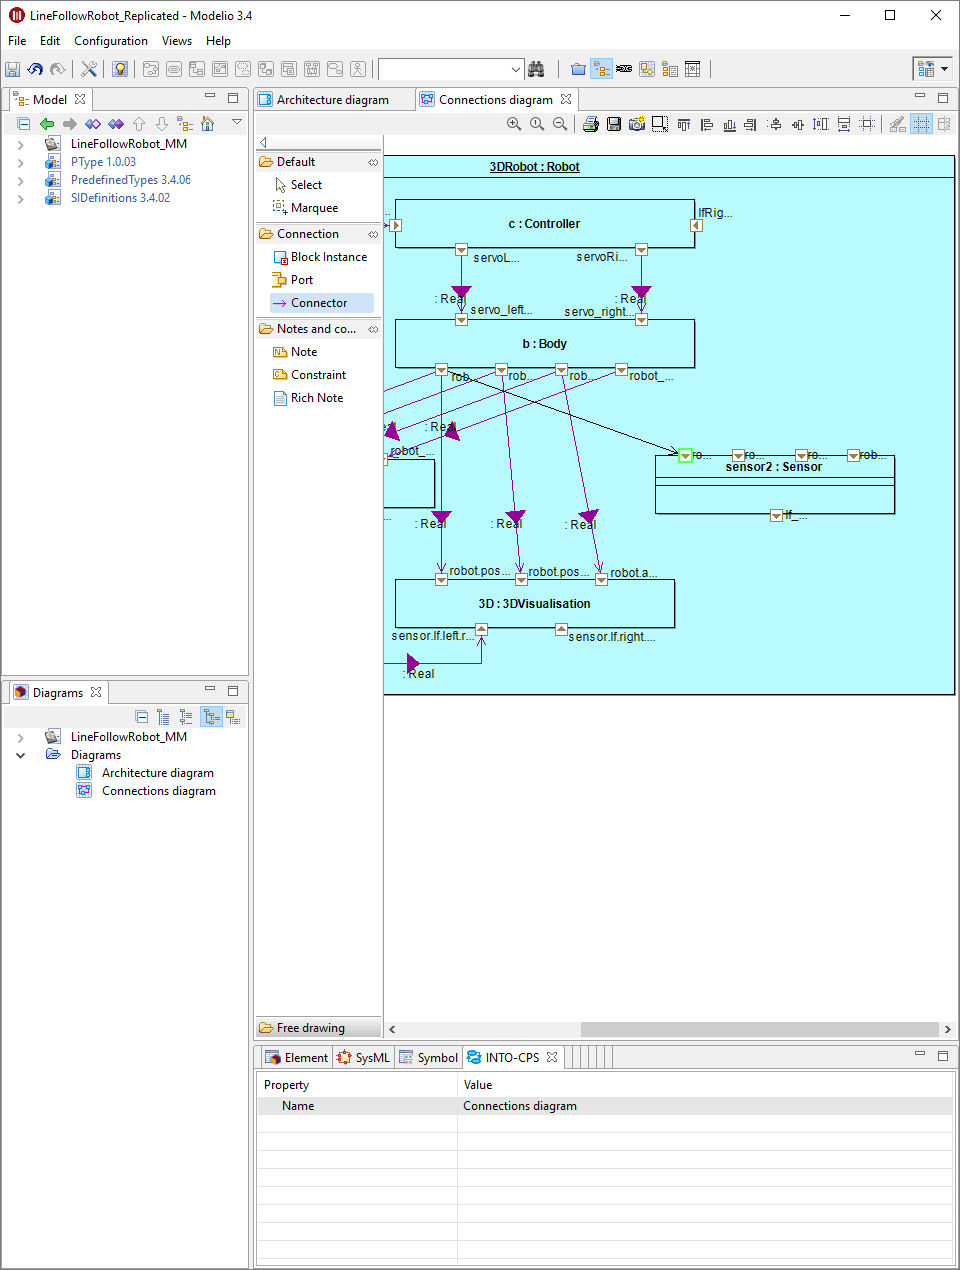 LineFollowRobot_Replicated - Modelio 3.4
File Edit Configuration Views Help
Model
LineFollowRobot_MM
PType 1.0.03
PredefinedTypes 3.4.06
SIDefinitions 3.4.02
Diagrams
LineFollowRobot_MM
Diagrams
Architecture diagram
Connections diagram
Architecture diagram Connections diagram
Default
Select
Marquee
Connection
Block Instance
Port
Connector
Notes and co...
Note
Constraint
Rich Note
Free drawing
3DRobot : Robot
lfRig...
c : Controller
servoL... servoRi...
: Real : Real
servo_left... servo_right...
b : Body
rob... rob... rob... robot_...
: Real
robot_...
ro... ro... ro... rob...
sensor2 : Sensor
lf_...
: Real : Real : Real
robot.pos... robot.pos... robot.a...
3D : 3DVisualisation
sensor.lf.left.r... sensor.lf.right....
: Real
Element SysML Symbol INTO-CPS
Property Value
Name Connections diagram